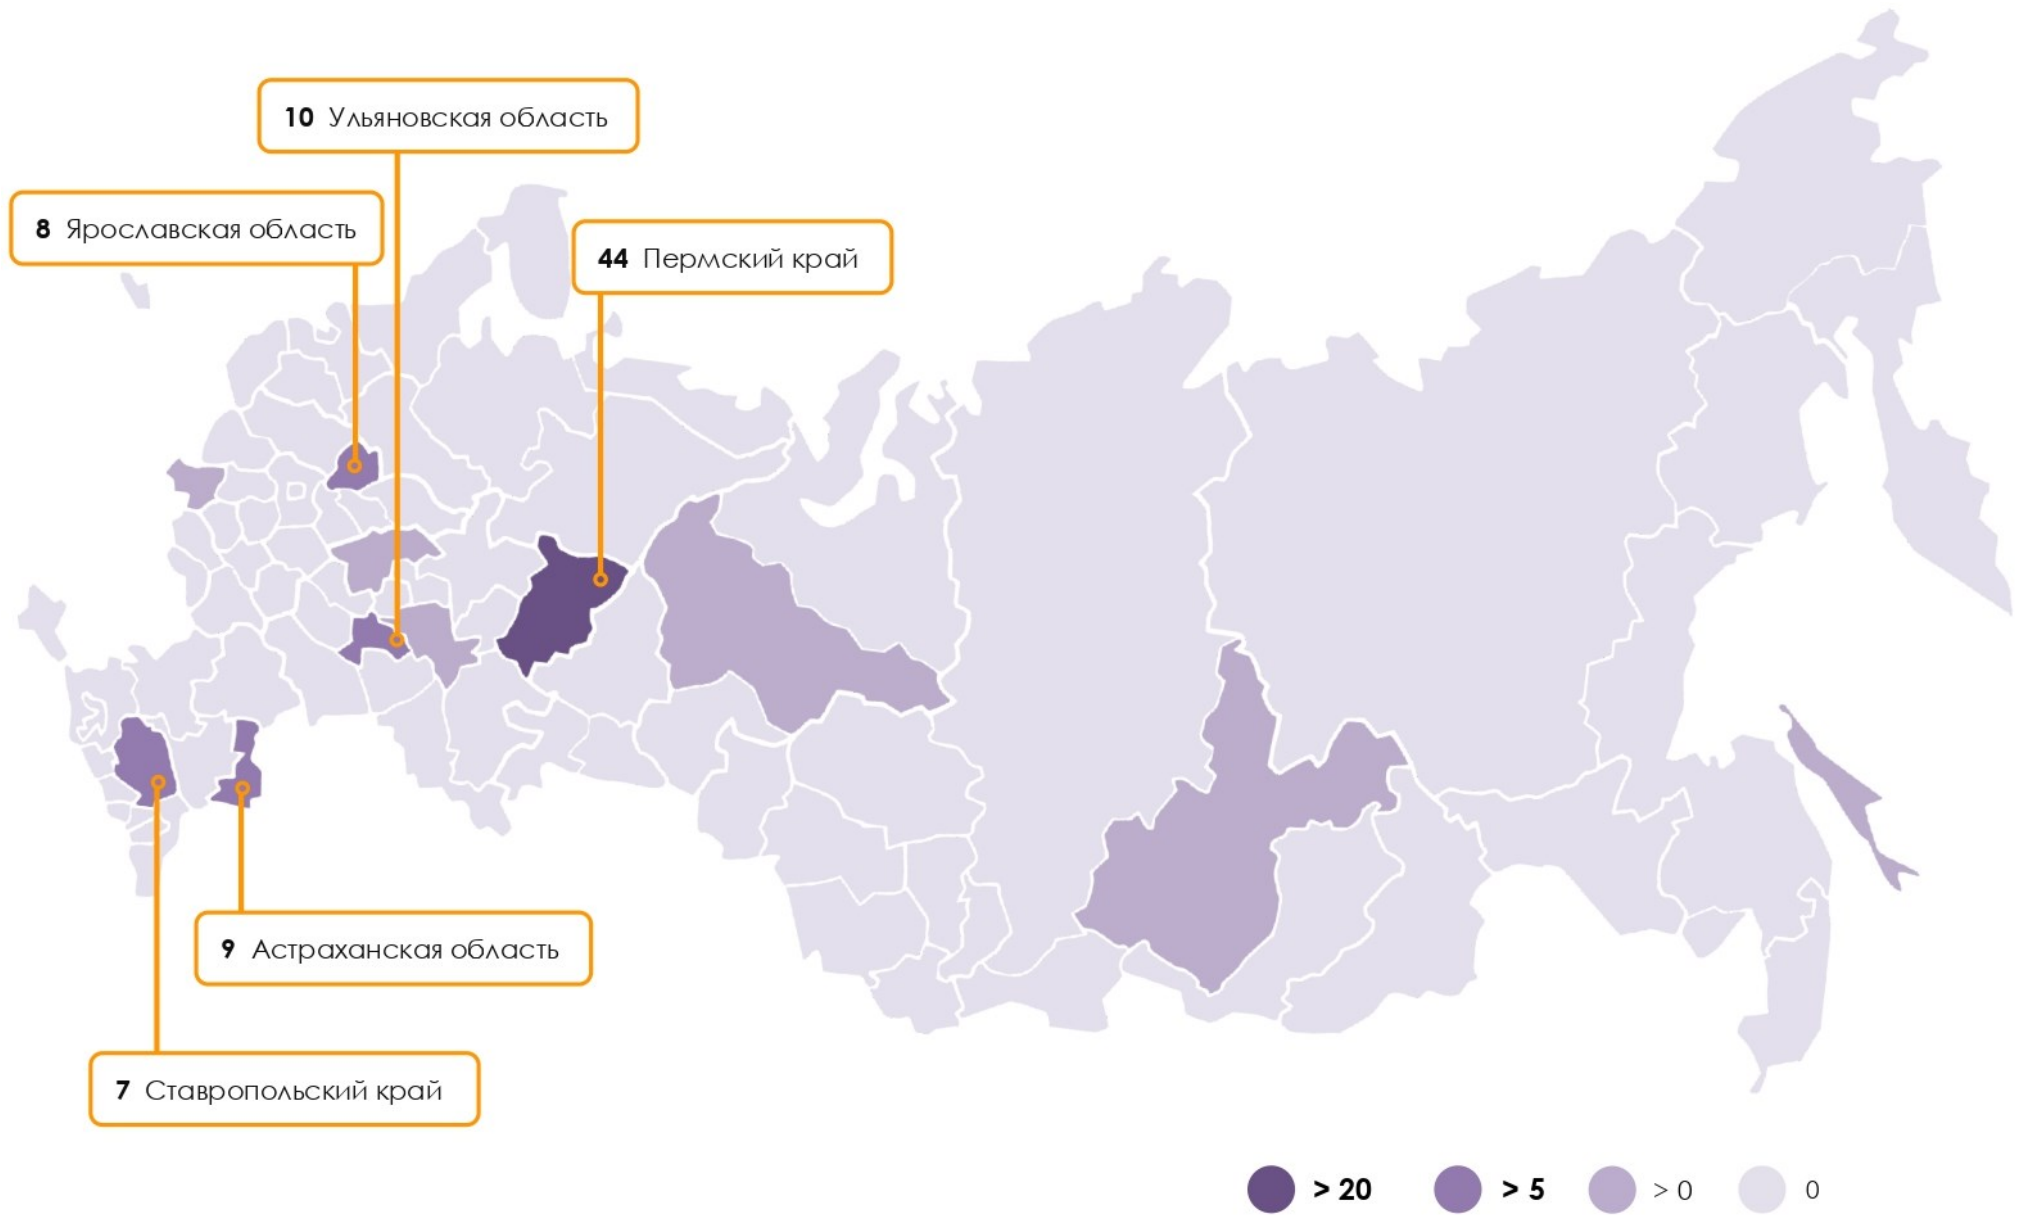 10 Ульяновская область
8 Ярославская область
44 Пермский край
9 Астраханская область
7 Ставропольский край
> 20
> 5
> 0
0